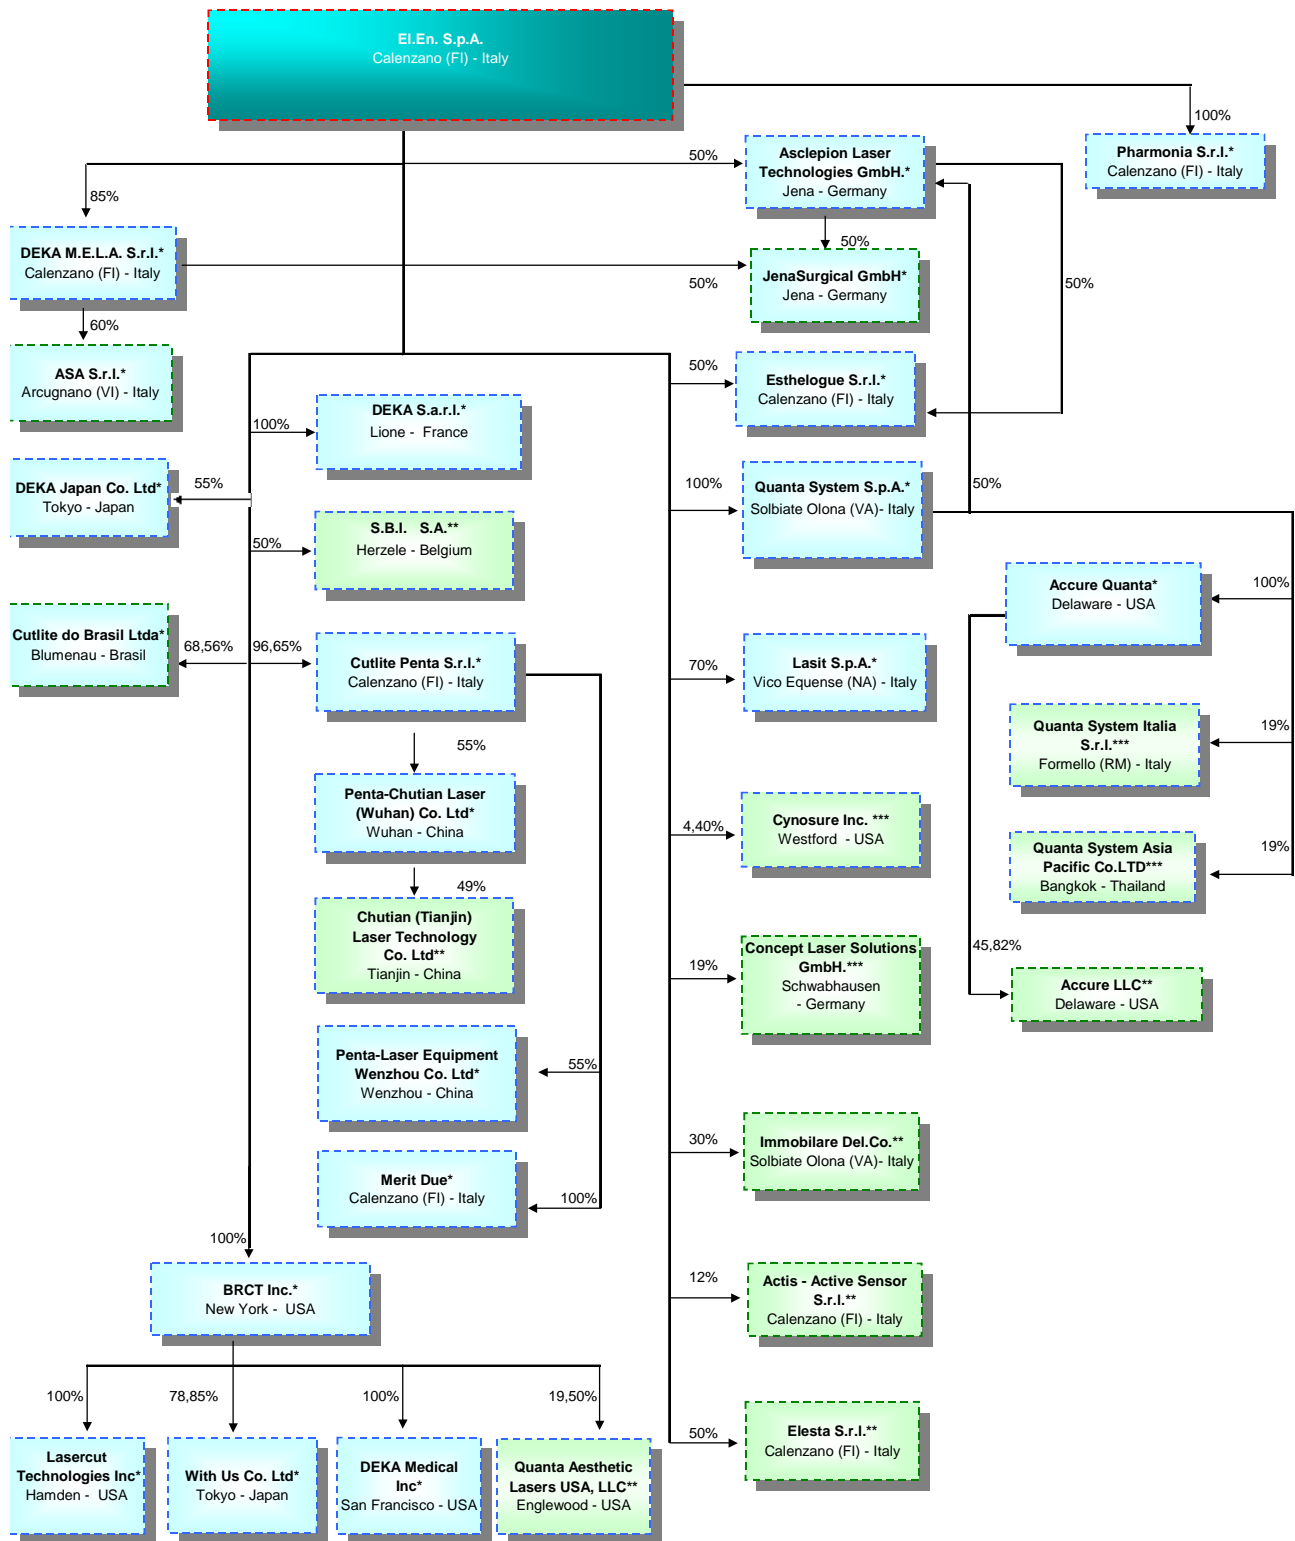 El.En. S.p.A.
Calenzano (FI) - Italy
100%
Pharmonia S.r.l.*
Calenzano (FI) - Italy
50%
Asclepion Laser
Technologies GmbH.*
Jena - Germany
85%
DEKA M.E.L.A. S.r.l.*
Calenzano (FI) - Italy
50%
50%
JenaSurgical GmbH*
Jena - Germany
50%
60%
ASA S.r.l.*
Arcugnano (VI) - Italy
50%
Esthelogue S.r.l.*
Calenzano (FI) - Italy
100%
DEKA S.a.r.l.*
Lione - France
55%
DEKA Japan Co. Ltd*
Tokyo - Japan
100%
Quanta System S.p.A.*
Solbiate Olona (VA)- Italy
50%
50%
S.B.I. S.A.**
Herzele - Belgium
100%
Accure Quanta*
Delaware - USA
68,56%
Cutlite do Brasil Ltda*
Blumenau - Brasil
96,65%
Cutlite Penta S.r.l.*
Calenzano (FI) - Italy
70%
Lasit S.p.A.*
Vico Equense (NA) - Italy
19%
Quanta System Italia
S.r.l.***
Formello (RM) - Italy
55%
Penta-Chutian Laser
(Wuhan) Co. Ltd*
Wuhan - China
4,40%
Cynosure Inc. ***
Westford - USA
19%
Quanta System Asia
Pacific Co.LTD***
Bangkok - Thailand
49%
Chutian (Tianjin)
Laser Technology
Co. Ltd**
Tianjin - China
19%
Concept Laser Solutions
GmbH.***
Schwabhausen
- Germany
45,82%
Accure LLC**
Delaware - USA
55%
Penta-Laser Equipment
Wenzhou Co. Ltd*
Wenzhou - China
30%
Immobilare Del.Co.**
Solbiate Olona (VA)- Italy
100%
Merit Due*
Calenzano (FI) - Italy
100%
BRCT Inc.*
New York - USA
12%
Actis - Active Sensor
S.r.l.**
Calenzano (FI) - Italy
100%
78,85%
100%
19,50%
50%
Elesta S.r.l.**
Calenzano (FI) - Italy
Lasercut
Technologies Inc*
Hamden - USA
With Us Co. Ltd*
Tokyo - Japan
DEKA Medical
Inc*
San Francisco - USA
Quanta Aesthetic
Lasers USA, LLC**
Englewood - USA